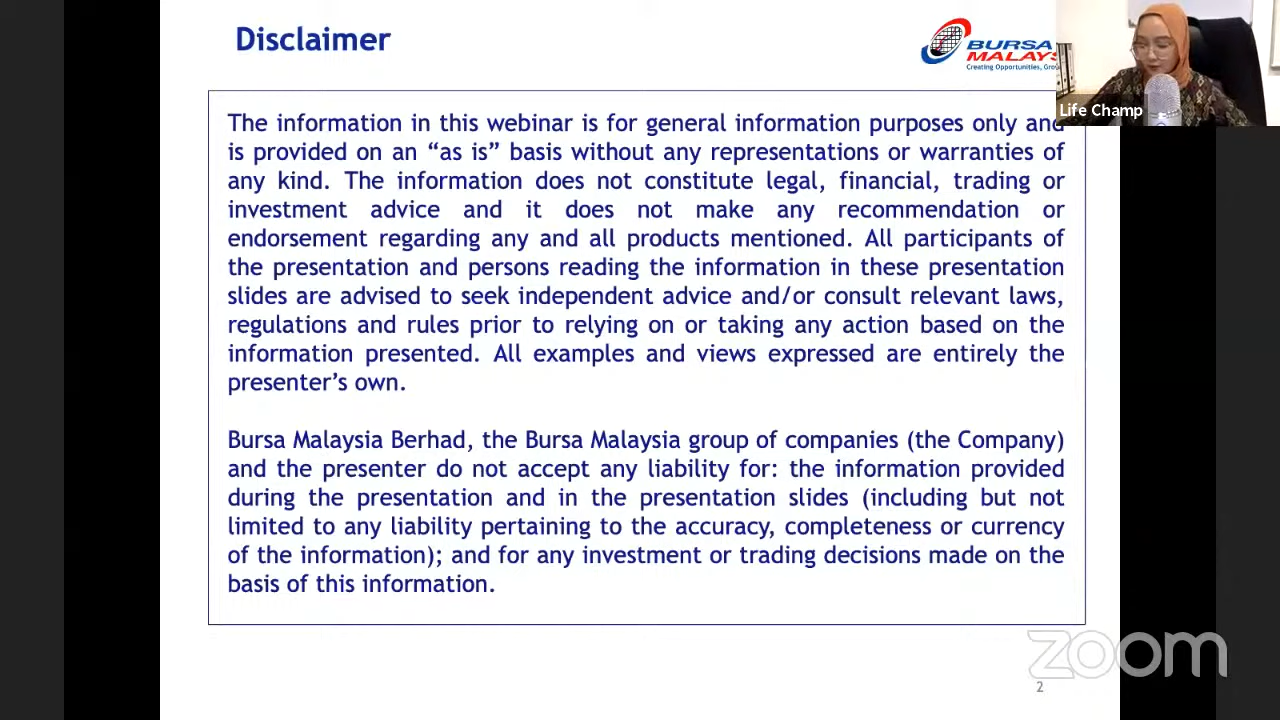 Disclaimer
BURSA
MALAYS
Creating Opportunities, Grow
Life Champ
The information in this webinar is for general information purposes only and
is provided on an “as is” basis without any representations or warranties of
any kind. The information does not constitute legal, financial, trading or
investment advice and it does not make any recommendation or
endorsement regarding any and all products mentioned. All participants of
the presentation and persons reading the information in these presentation
slides are advised to seek independent advice and/or consult relevant laws,
regulations and rules prior to relying on or taking any action based on the
information presented. All examples and views expressed are entirely the
presenter’s own.
Bursa Malaysia Berhad, the Bursa Malaysia group of companies (the Company)
and the presenter do not accept any liability for: the information provided
during the presentation and in the presentation slides (including but not
limited to any liability pertaining to the accuracy, completeness or currency
of the information); and for any investment or trading decisions made on the
basis of this information.
zoom
2